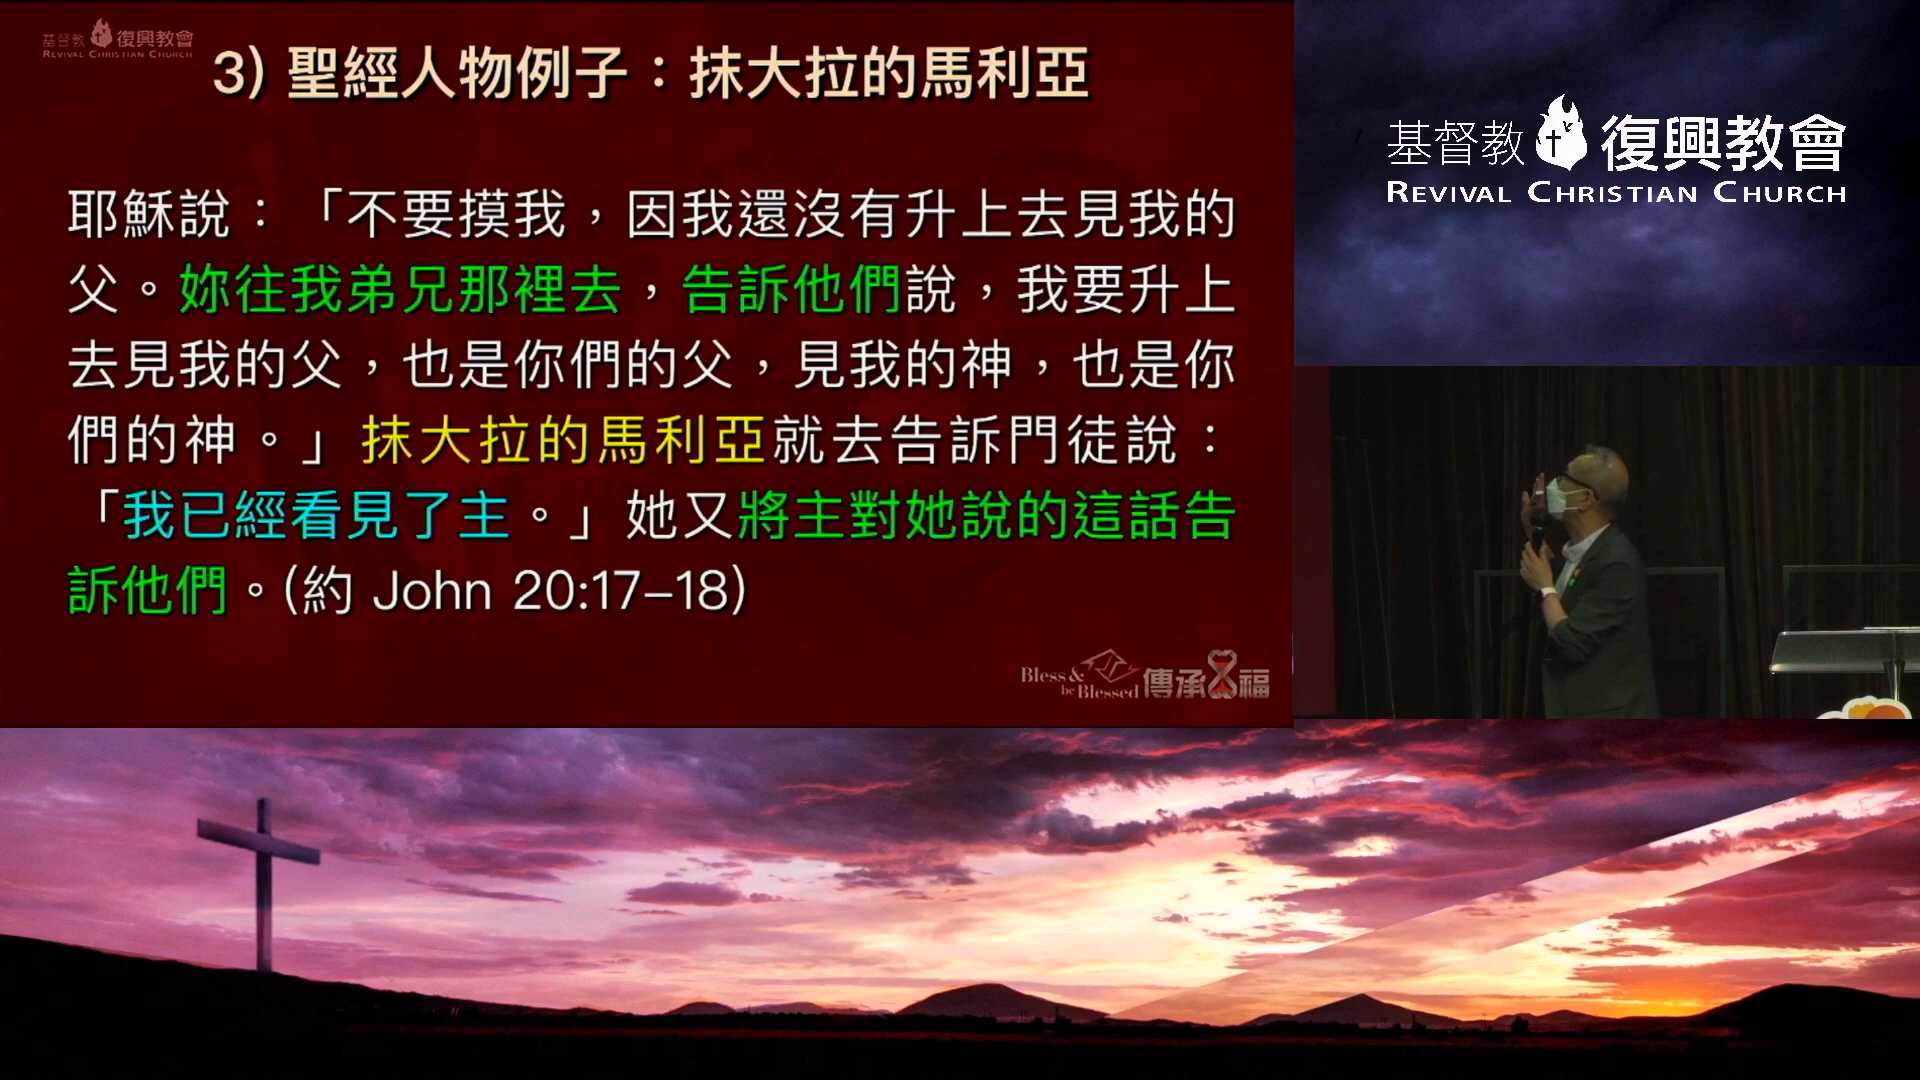 基督教 復興教會
REVIVAL CHRISTIAN CHURCH
3) 聖經人物例子：抹大拉的馬利亞
耶穌說：「不要摸我，因我還沒有升上去見我的
父。妳往我弟兄那裡去，告訴他們說，我要升上
去見我的父，也是你們的父，見我的神，也是你
們的神。」抹大拉的馬利亞就去告訴門徒說：
「我已經看見了主。」她又將主對她說的這話告
訴他們。(約 John 20:17–18)
Bless &
be Blessed 傳承 福
基督教 復興教會
REVIVAL CHRISTIAN CHURCH